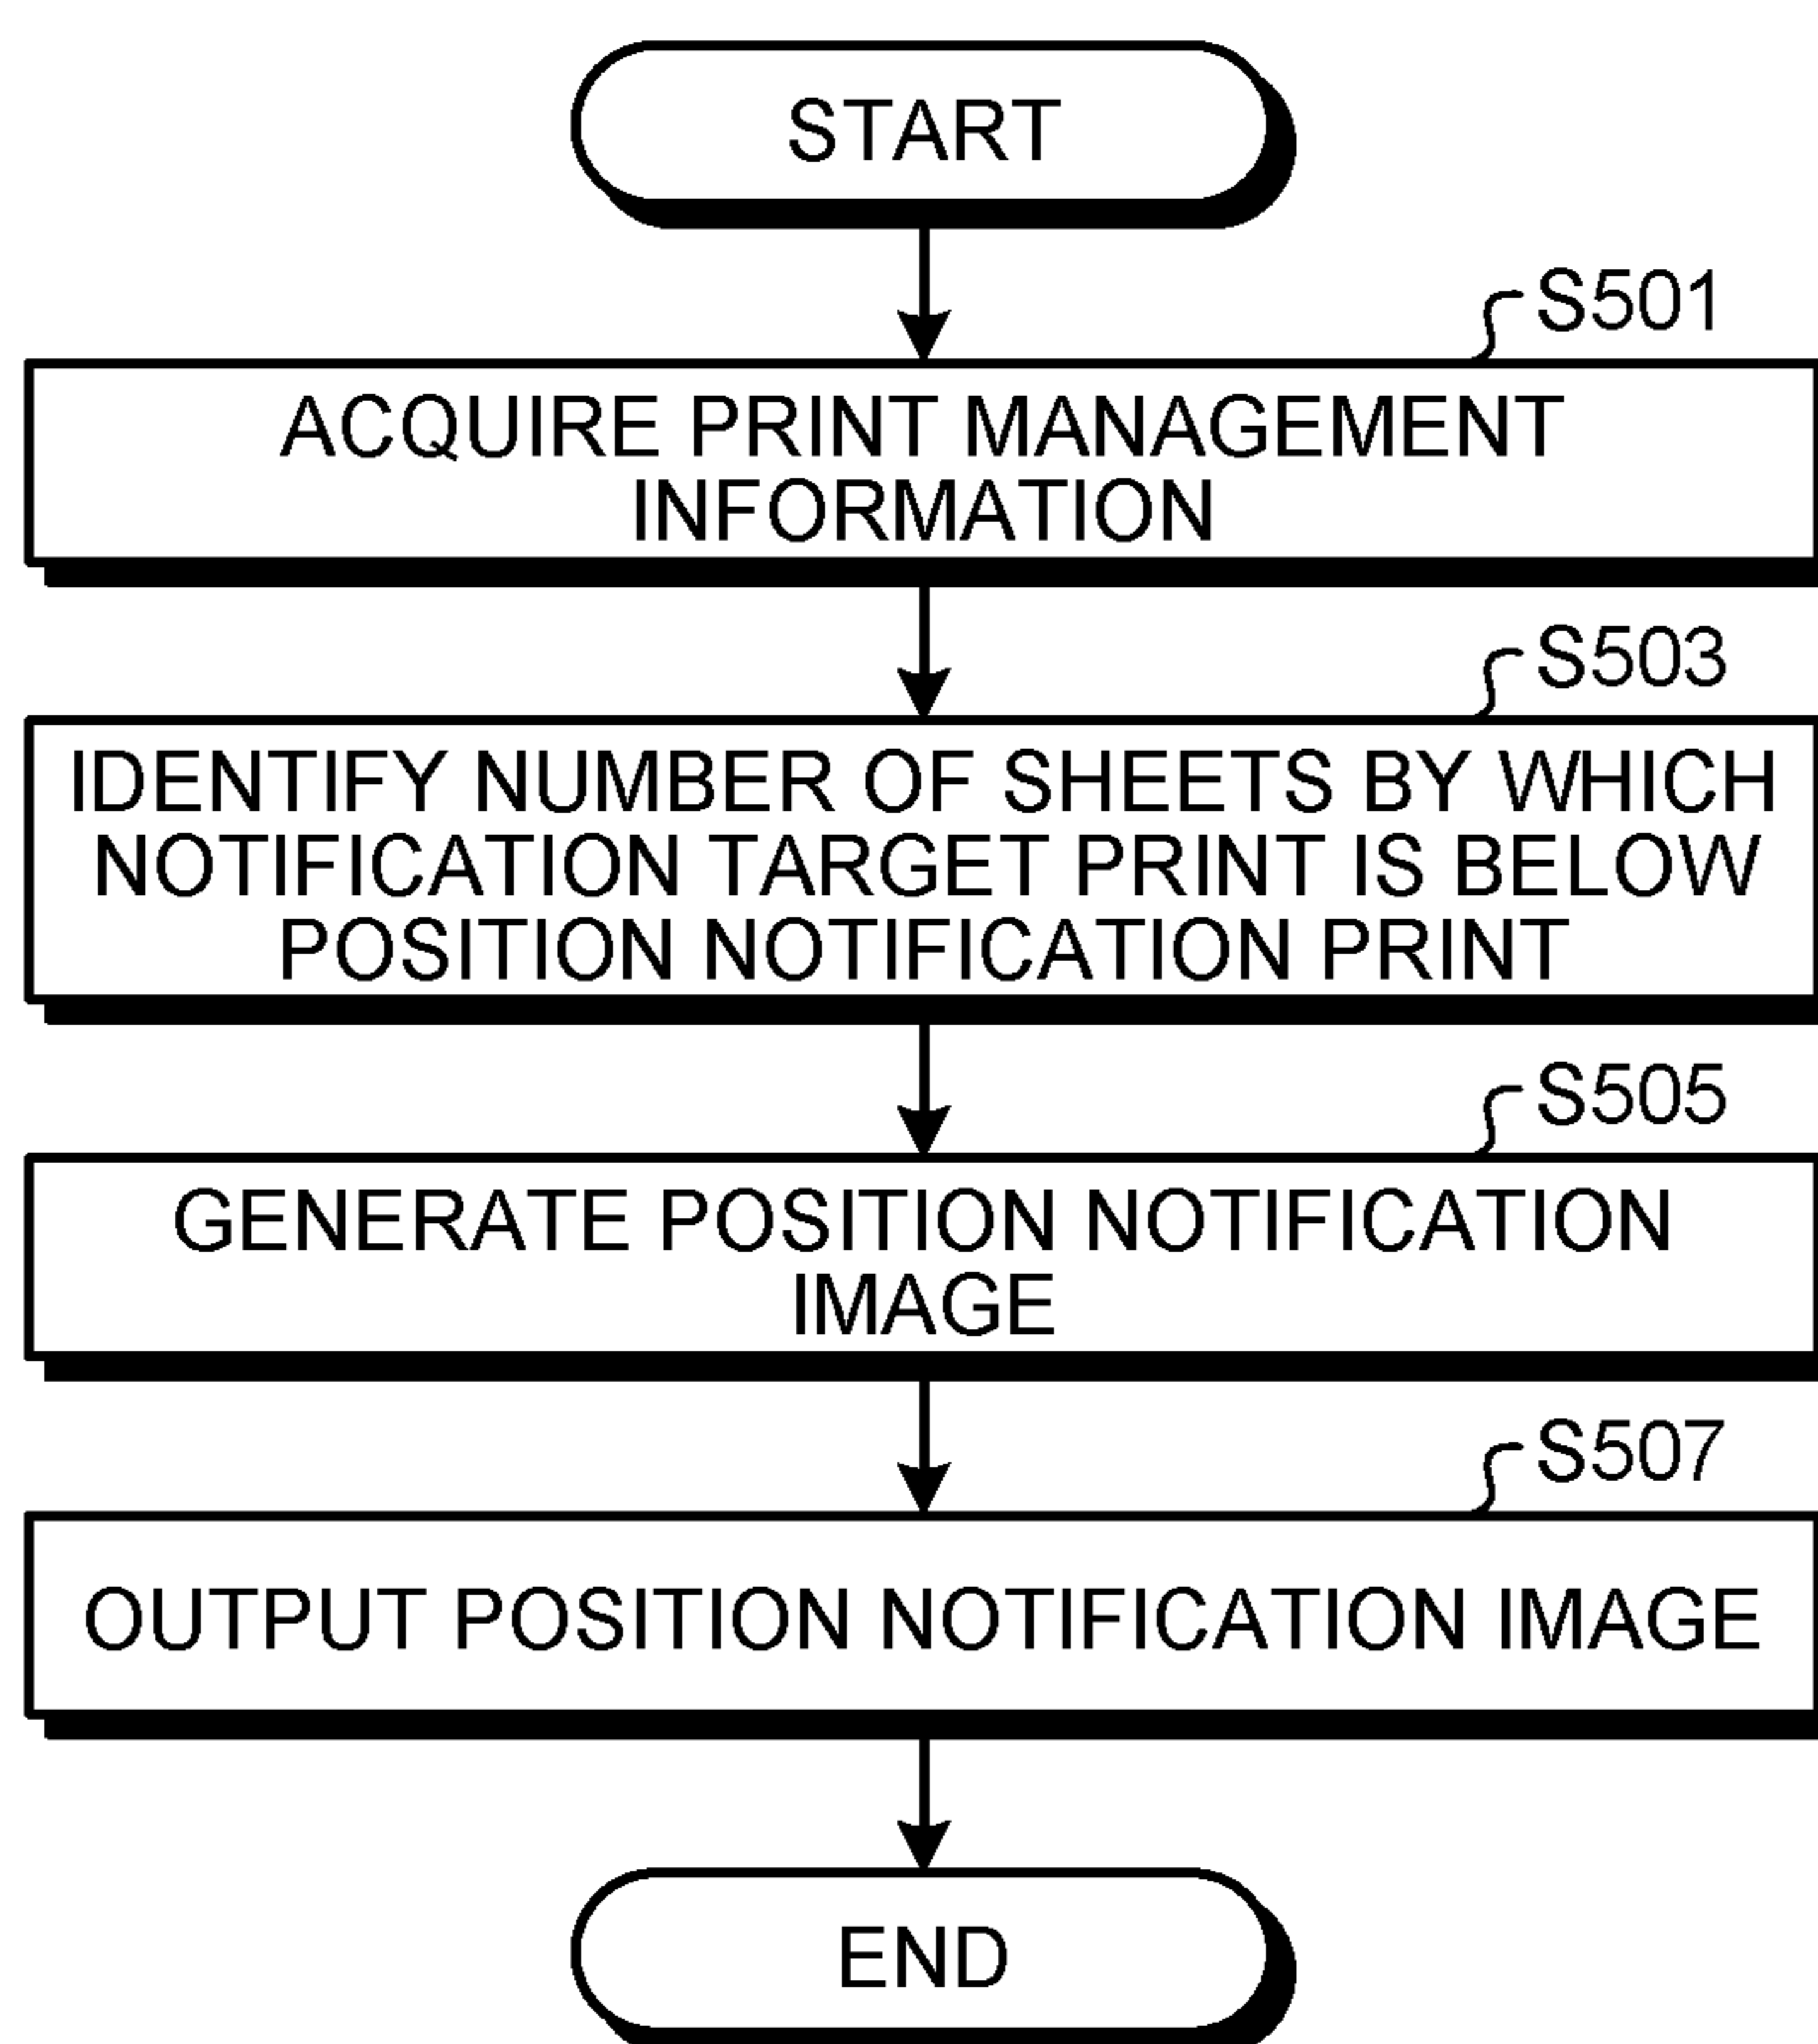 START
S501
ACQUIRE PRINT MANAGEMENT
INFORMATION
S503
IDENTIFY NUMBER OF SHEETS BY WHICH
NOTIFICATION TARGET PRINT IS BELOW
POSITION NOTIFICATION PRINT
S505
GENERATE POSITION NOTIFICATION
IMAGE
S507
OUTPUT POSITION NOTIFICATION IMAGE
END